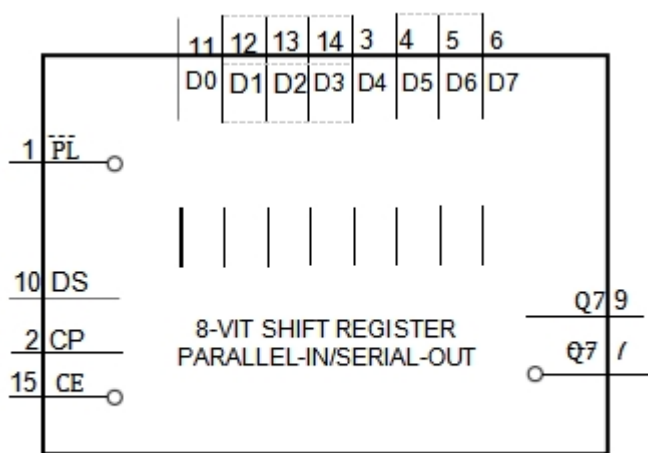 11 12 13 14 3 4 5 6
D0 D1 D2 D3 D4 D5 D6 D7
1 PL
10 DS
Q7 9
8-VIT SHIFT REGISTER
2 CP
PARALLEL-IN/SERIAL-OUT
Q7 7
15 CE